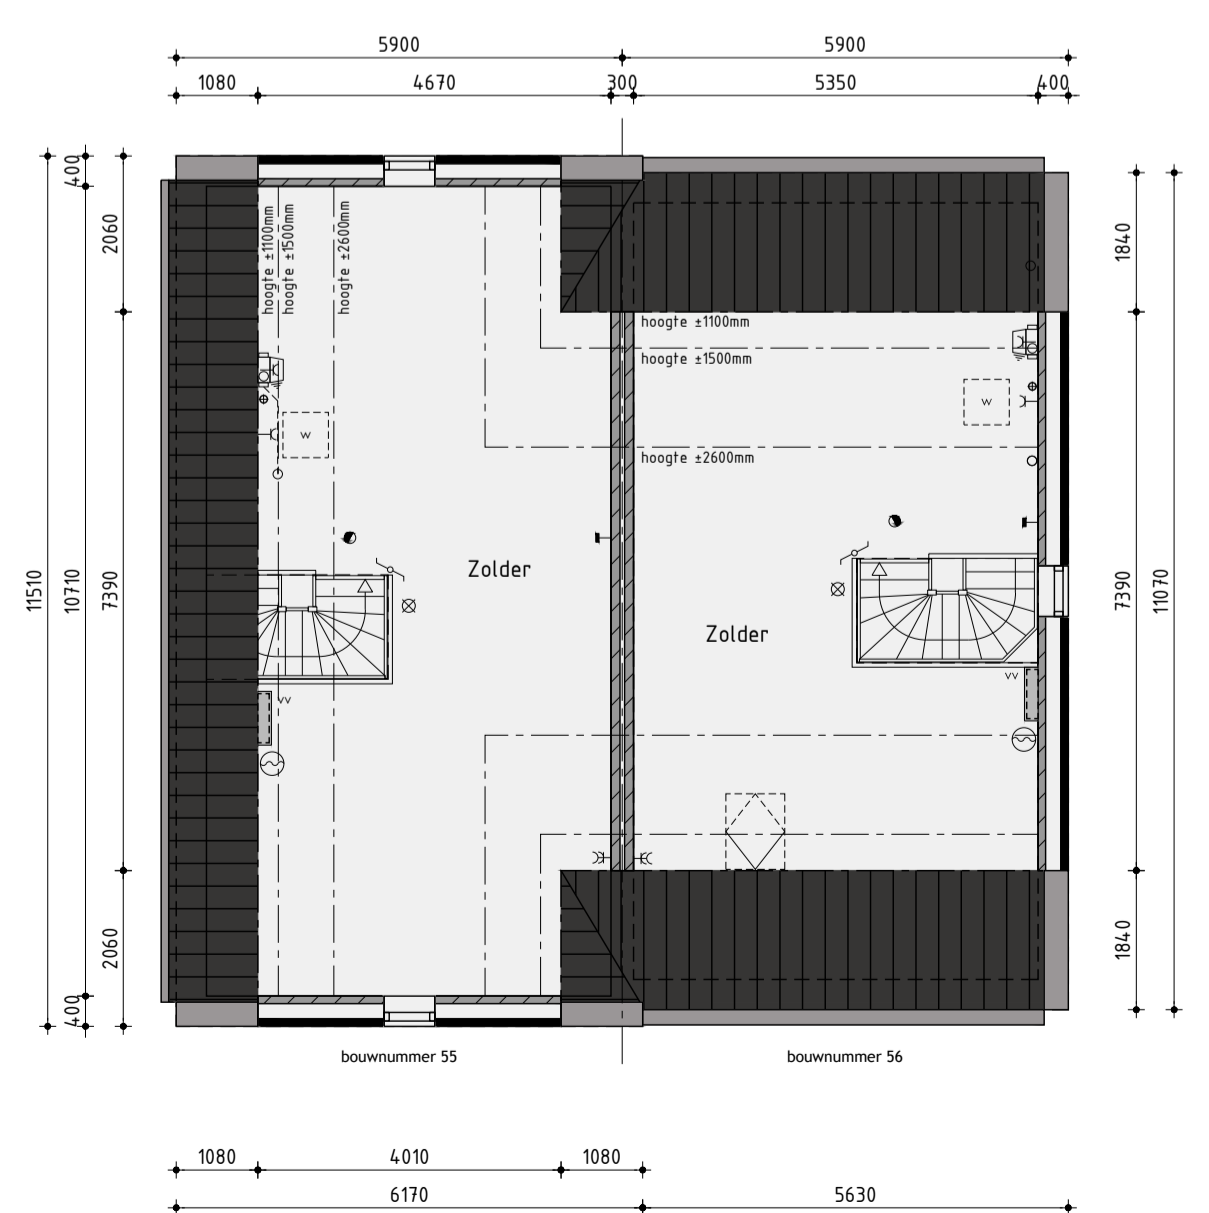 5900
5900
1080
4670
300
5350
400
400
2060
11510
10710
7390
2060
400
hoogte ±1100mm
hoogte ±1500mm
hoogte ±2600mm
hoogte ±1100mm
hoogte ±1500mm
hoogte ±2600mm
w
w
Zolder
Zolder
vv
vv
1840
7390
11070
1840
bouwnummer 55
bouwnummer 56
1080
4010
1080
6170
5630